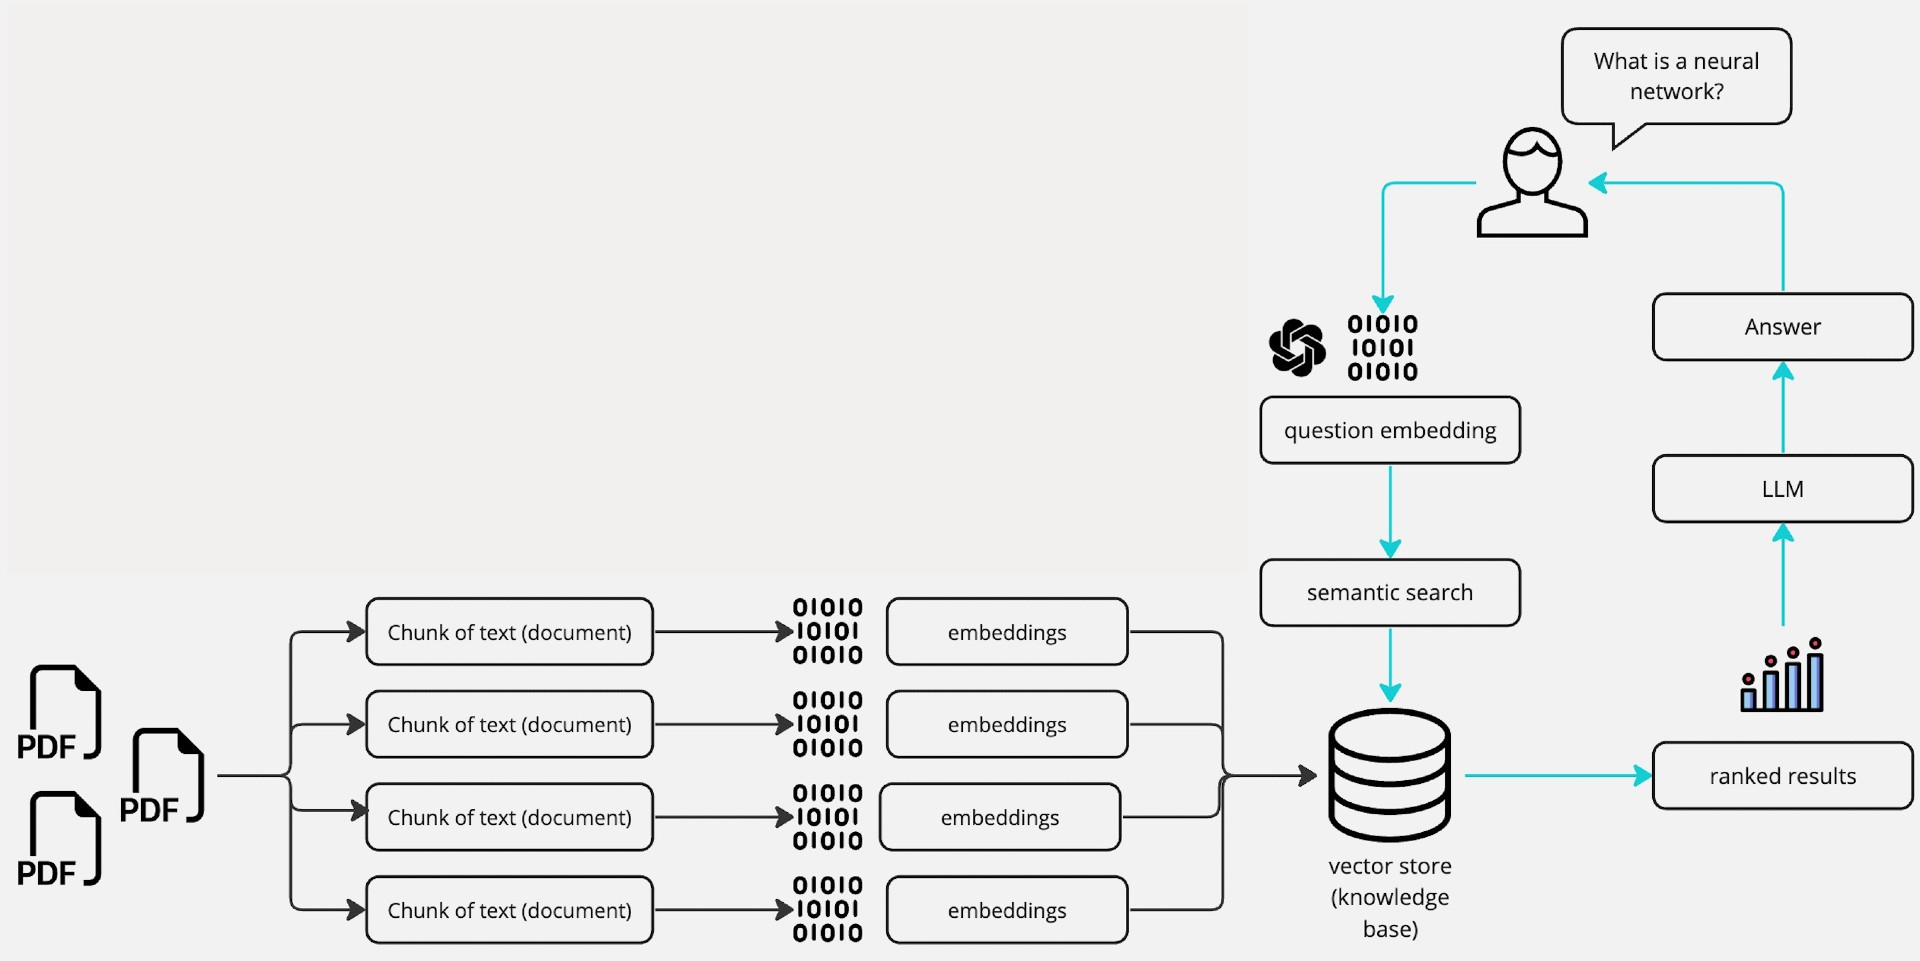 What is a neural
network?
01010
10101
01010
Answer
question embedding
LLM
semantic search
PDF
PDF
PDF
Chunk of text (document)
01010
10101
01010
embeddings
Chunk of text (document)
01010
10101
01010
embeddings
Chunk of text (document)
01010
10101
01010
embeddings
Chunk of text (document)
01010
10101
01010
embeddings
vector store
(knowledge
base)
ranked results